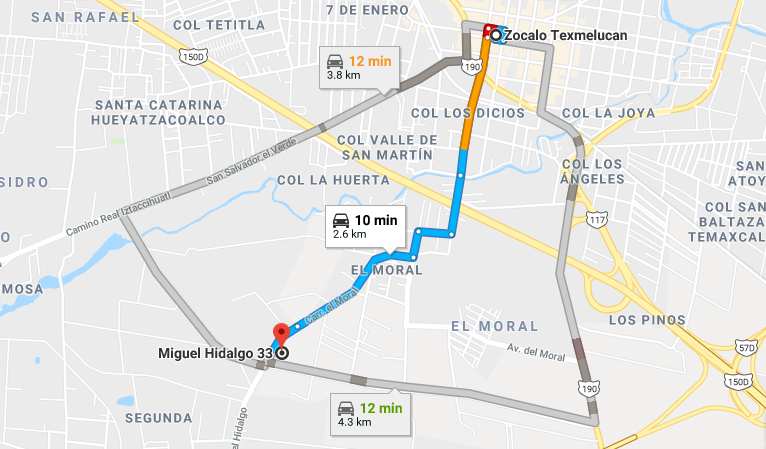 SAN RAFAEL
7 DE ENERO
COL TETITLA
Zocalo Texmelucan
150D
12 min
3.8 km
190
SANTA CATARINA
HUEYATZACOALCO
COL LOS DICIOS
COL LA JOYA
COL VALLE DE
SAN MARTÍN
San Salvador el Verde
COL LOS
ÁNGELES
SAN
ATOY
ISIDRO
COL LA HUERTA
Camino Real Iztaccihuatl
10 min
2.6 km
117
COL SAN
BALTAZA
TEMAXCAL
MOSA
EL MORAL
Carr. el Moral
EL MORAL
LOS PINOS
Miguel Hidalgo 33
Av. del Moral
57D
150D
190
12 min
4.3 km
SEGUNDA
Hidalgo